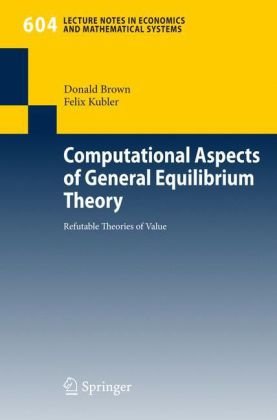 604
LECTURE NOTES IN ECONOMICS
AND MATHEMATICAL SYSTEMS
Donald Brown
Felix Kubler
Computational Aspects
of General Equilibrium
Theory
Refutable Theories of Value
Springer